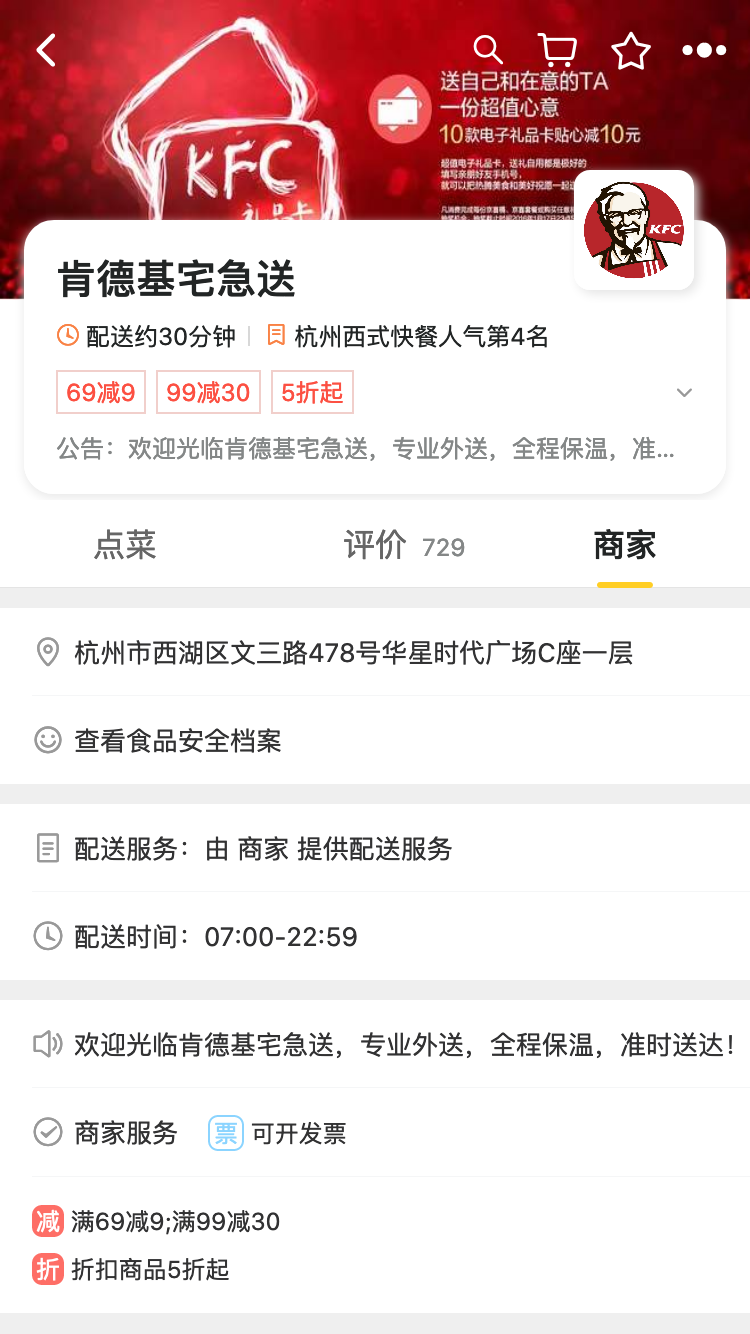 送自己和在意的TA
一份超值心意
10款电子礼品卡贴心减10元
超值电子礼品卡，送礼自用都是极好的
填写亲朋好友手机号，
就可以把热腾美食和美好祝愿一起送
KFC
礼品卡
KFC
肯德基宅急送
配送约30分钟 杭州西式快餐人气第4名
69减9 99减30 5折起
公告：欢迎光临肯德基宅急送，专业外送，全程保温，准...
点菜 评价 729 商家
杭州市西湖区文三路478号华星时代广场C座一层
查看食品安全档案
配送服务：由 商家 提供配送服务
配送时间：07:00-22:59
欢迎光临肯德基宅急送，专业外送，全程保温，准时送达！
商家服务 票 可开发票
减 满69减9;满99减30
折 折扣商品5折起